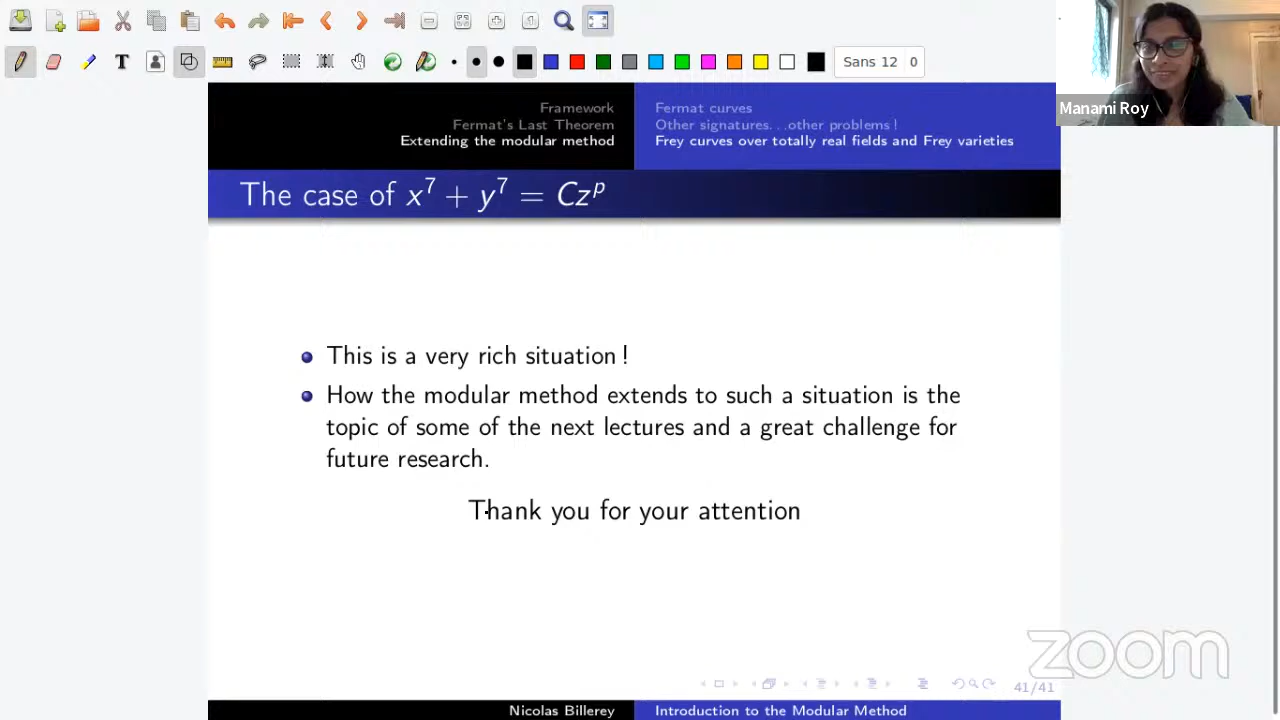 Sans 12 0
Manami Roy
Framework
Fermat's Last Theorem
Extending the modular method
Fermat curves
Other signatures...other problems !
Frey curves over totally real fields and Frey varieties
The case of x⁷ + y⁷ = Czᵖ
This is a very rich situation !
How the modular method extends to such a situation is the
topic of some of the next lectures and a great challenge for
future research.
Thank you for your attention
zoom
41/41
Nicolas Billerey
Introduction to the Modular Method